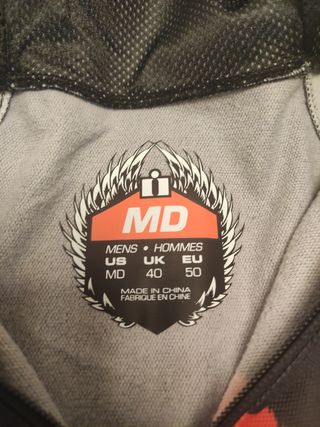 MD
MENS • HOMMES
US UK EU
MD 40 50
MADE IN CHINA
FABRIQUE EN CHINE